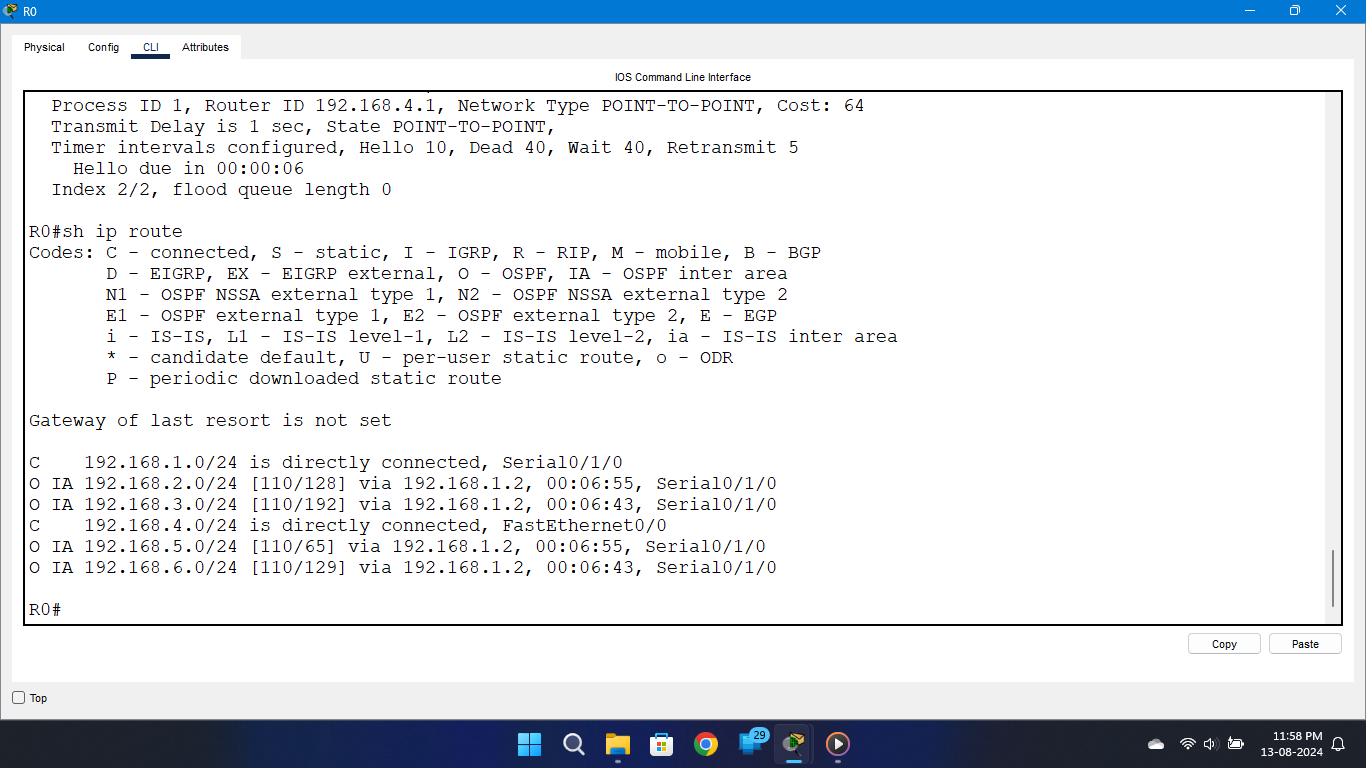 R0
Physical Config CLI Attributes
IOS Command Line Interface
Process ID 1, Router ID 192.168.4.1, Network Type POINT-TO-POINT, Cost: 64
Transmit Delay is 1 sec, State POINT-TO-POINT,
Timer intervals configured, Hello 10, Dead 40, Wait 40, Retransmit 5
Hello due in 00:00:06
Index 2/2, flood queue length 0
R0#sh ip route
Codes: C - connected, S - static, I - IGRP, R - RIP, M - mobile, B - BGP
D - EIGRP, EX - EIGRP external, O - OSPF, IA - OSPF inter area
N1 - OSPF NSSA external type 1, N2 - OSPF NSSA external type 2
E1 - OSPF external type 1, E2 - OSPF external type 2, E - EGP
i - IS-IS, L1 - IS-IS level-1, L2 - IS-IS level-2, ia - IS-IS inter area
* - candidate default, U - per-user static route, o - ODR
P - periodic downloaded static route
Gateway of last resort is not set
C 192.168.1.0/24 is directly connected, Serial0/1/0
O IA 192.168.2.0/24 [110/128] via 192.168.1.2, 00:06:55, Serial0/1/0
O IA 192.168.3.0/24 [110/192] via 192.168.1.2, 00:06:43, Serial0/1/0
C 192.168.4.0/24 is directly connected, FastEthernet0/0
O IA 192.168.5.0/24 [110/65] via 192.168.1.2, 00:06:55, Serial0/1/0
O IA 192.168.6.0/24 [110/129] via 192.168.1.2, 00:06:43, Serial0/1/0
R0#
Copy Paste
Top
29
11:58 PM
13-08-2024